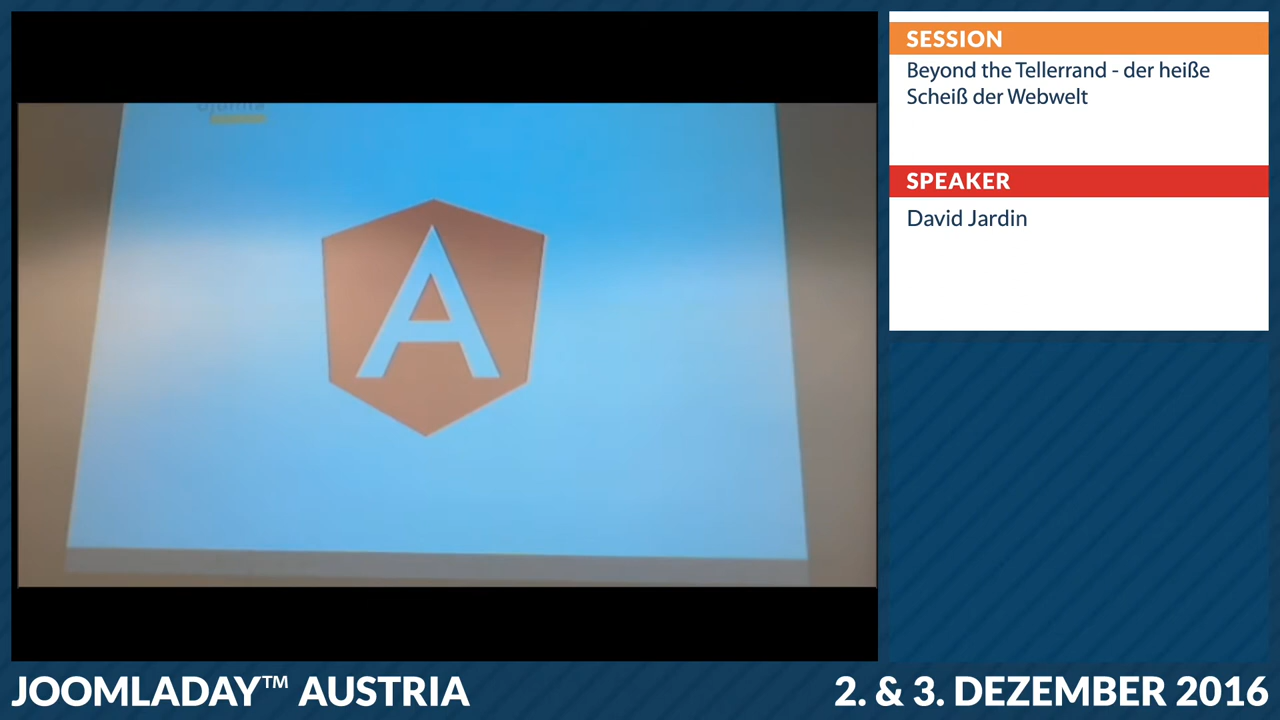 SESSION
Beyond the Tellerrand - der heiße
Scheiß der Webwelt
SPEAKER
David Jardin
A
JOOMLADAY™ AUSTRIA
2. & 3. DEZEMBER 2016